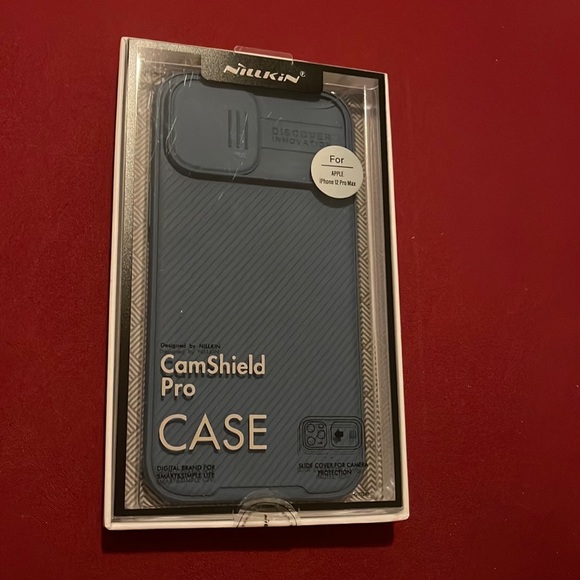 NILLKIN®
DISCOVER
INNOVATION
For
APPLE
iPhone 12 Pro Max
Designed by NILLKIN
CamShield
Pro
CASE
DIGITAL BRAND FOR
SMART&SIMPLE LIFE
SLIDE COVER FOR CAMERA
PROTECTION